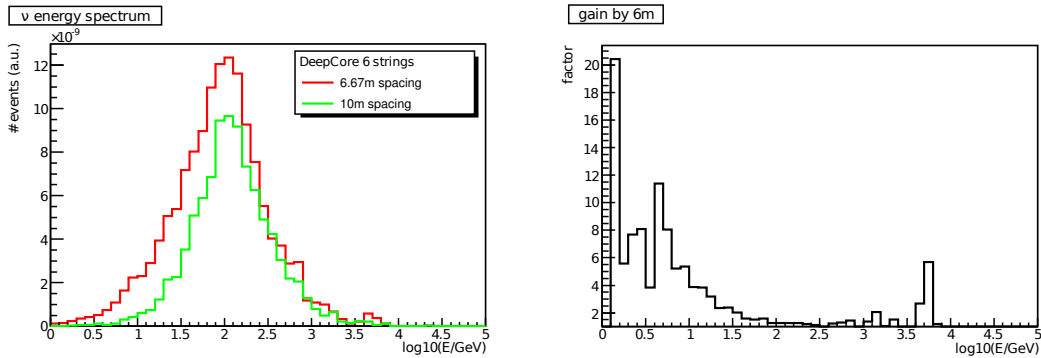 ν energy spectrum
×10⁻⁹
#events (a.u.)
12
10
8
6
4
2
0
0 0.5 1 1.5 2 2.5 3 3.5 4 4.5 5
log10(E/GeV)
DeepCore 6 strings
6.67m spacing
10m spacing
gain by 6m
factor
20
18
16
14
12
10
8
6
4
2
0 0.5 1 1.5 2 2.5 3 3.5 4 4.5 5
log10(E/GeV)